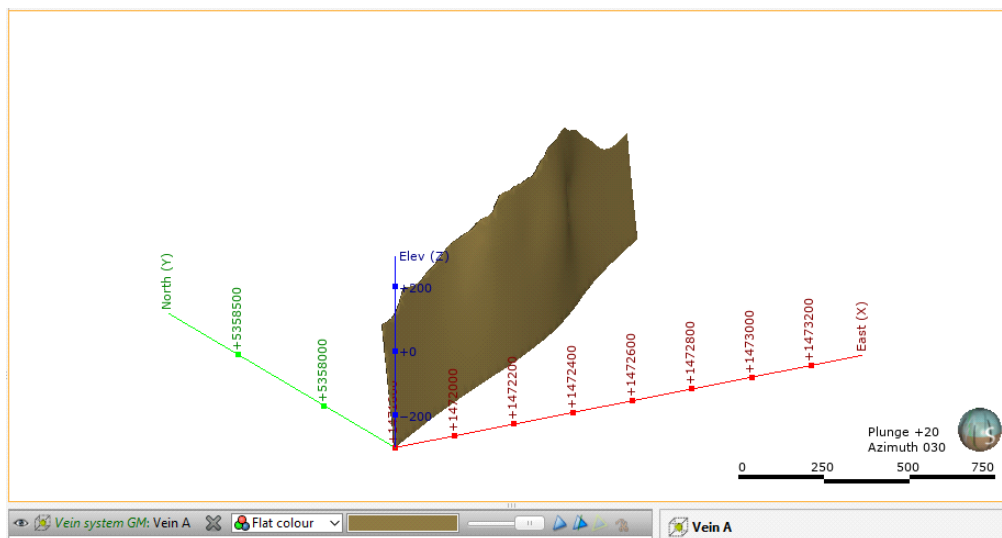 Elev (Z)
+200
+0
-200
North (Y)
+5358500
+5358000
+1472000
+1472200
+1472400
+1472600
+1472800
+1473000
+1473200
East (X)
Plunge +20
Azimuth 030
0 250 500 750
S
Vein system GM: Vein A
Flat colour
Vein A